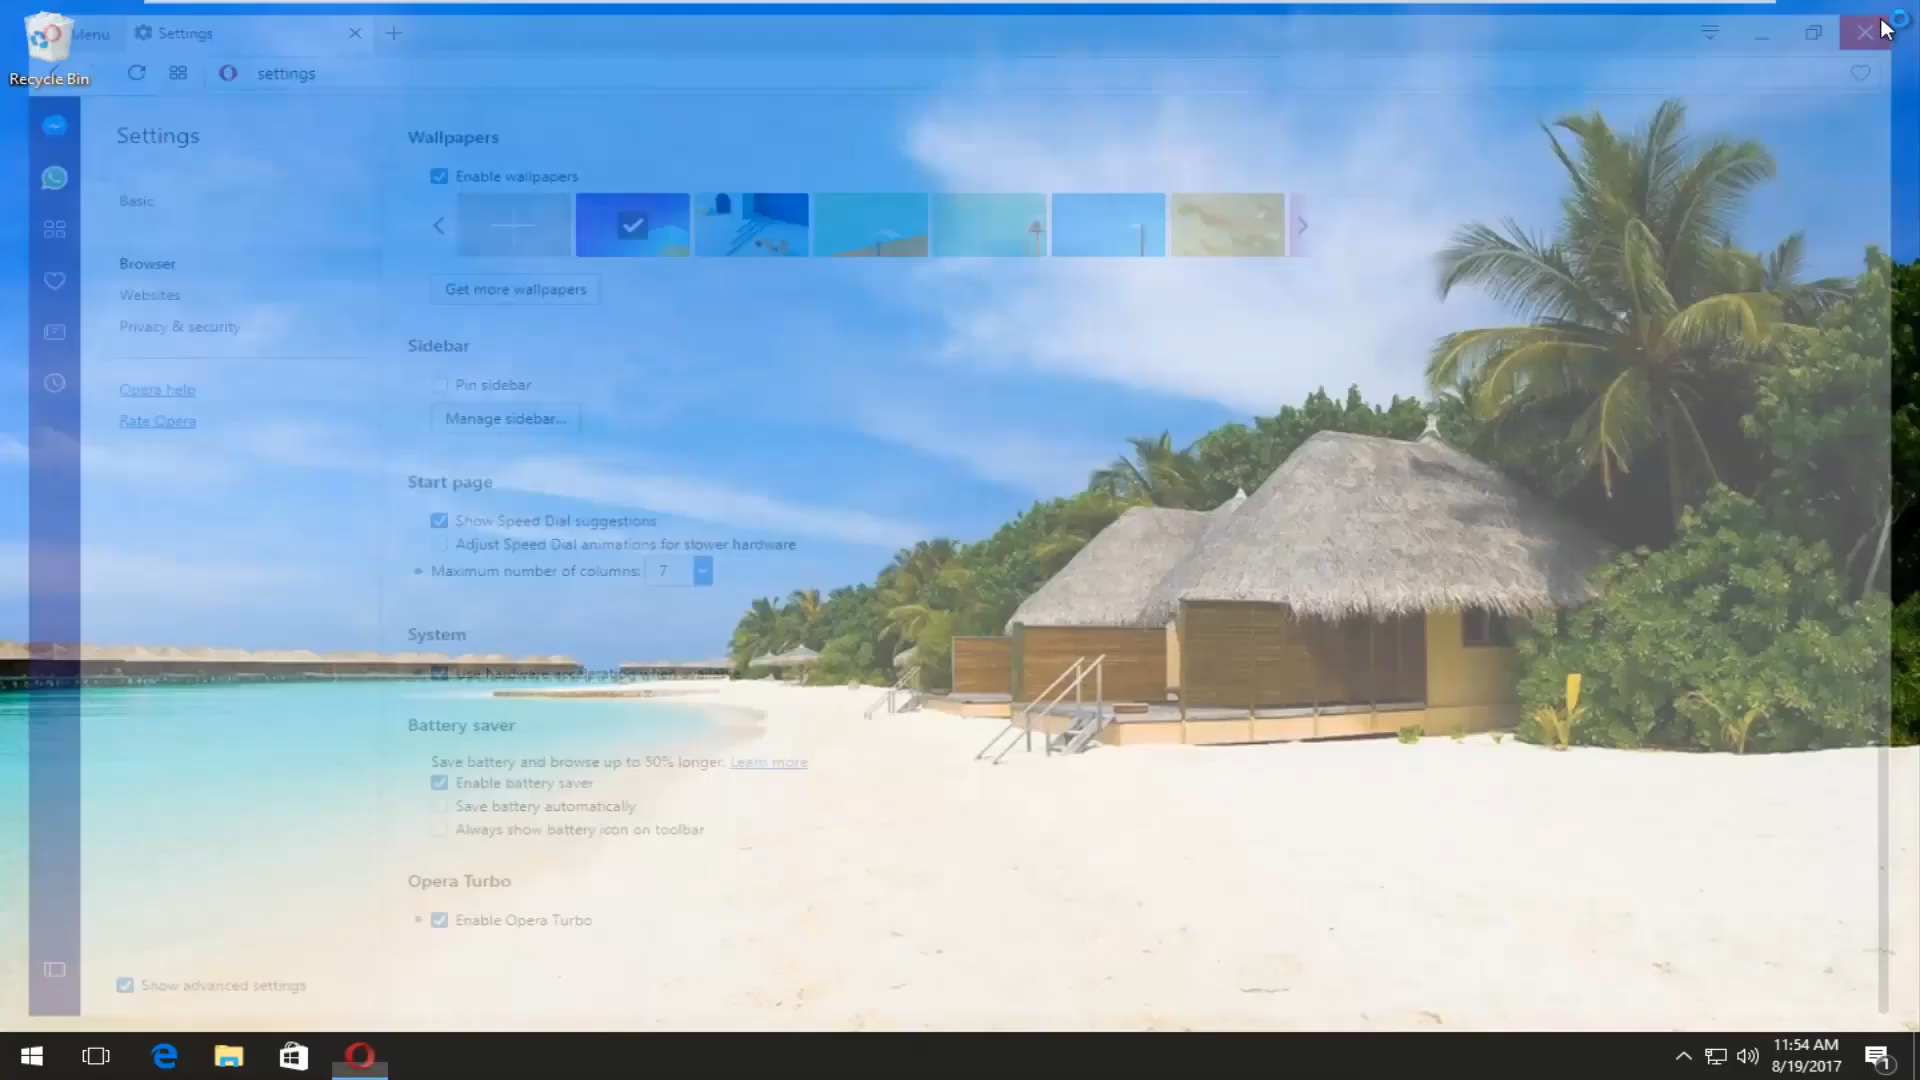 Menu
Settings
settings
Recycle Bin
Settings
Basic
Browser
Websites
Privacy & security
Opera help
Rate Opera
Show advanced settings
Wallpapers
Enable wallpapers
Get more wallpapers
Sidebar
Pin sidebar
Manage sidebar...
Start page
Show Speed Dial suggestions
Adjust Speed Dial animations for slower hardware
Maximum number of columns: 7
System
Use hardware acceleration when available
Battery saver
Save battery and browse up to 50% longer. Learn more
Enable battery saver
Save battery automatically
Always show battery icon on toolbar
Opera Turbo
Enable Opera Turbo
11:54 AM
8/19/2017
1